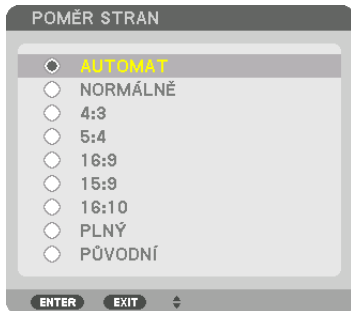 POMĚR STRAN
AUTOMAT
NORMÁLNĚ
4:3
5:4
16:9
15:9
16:10
PLNÝ
PŮVODNÍ
ENTER EXIT